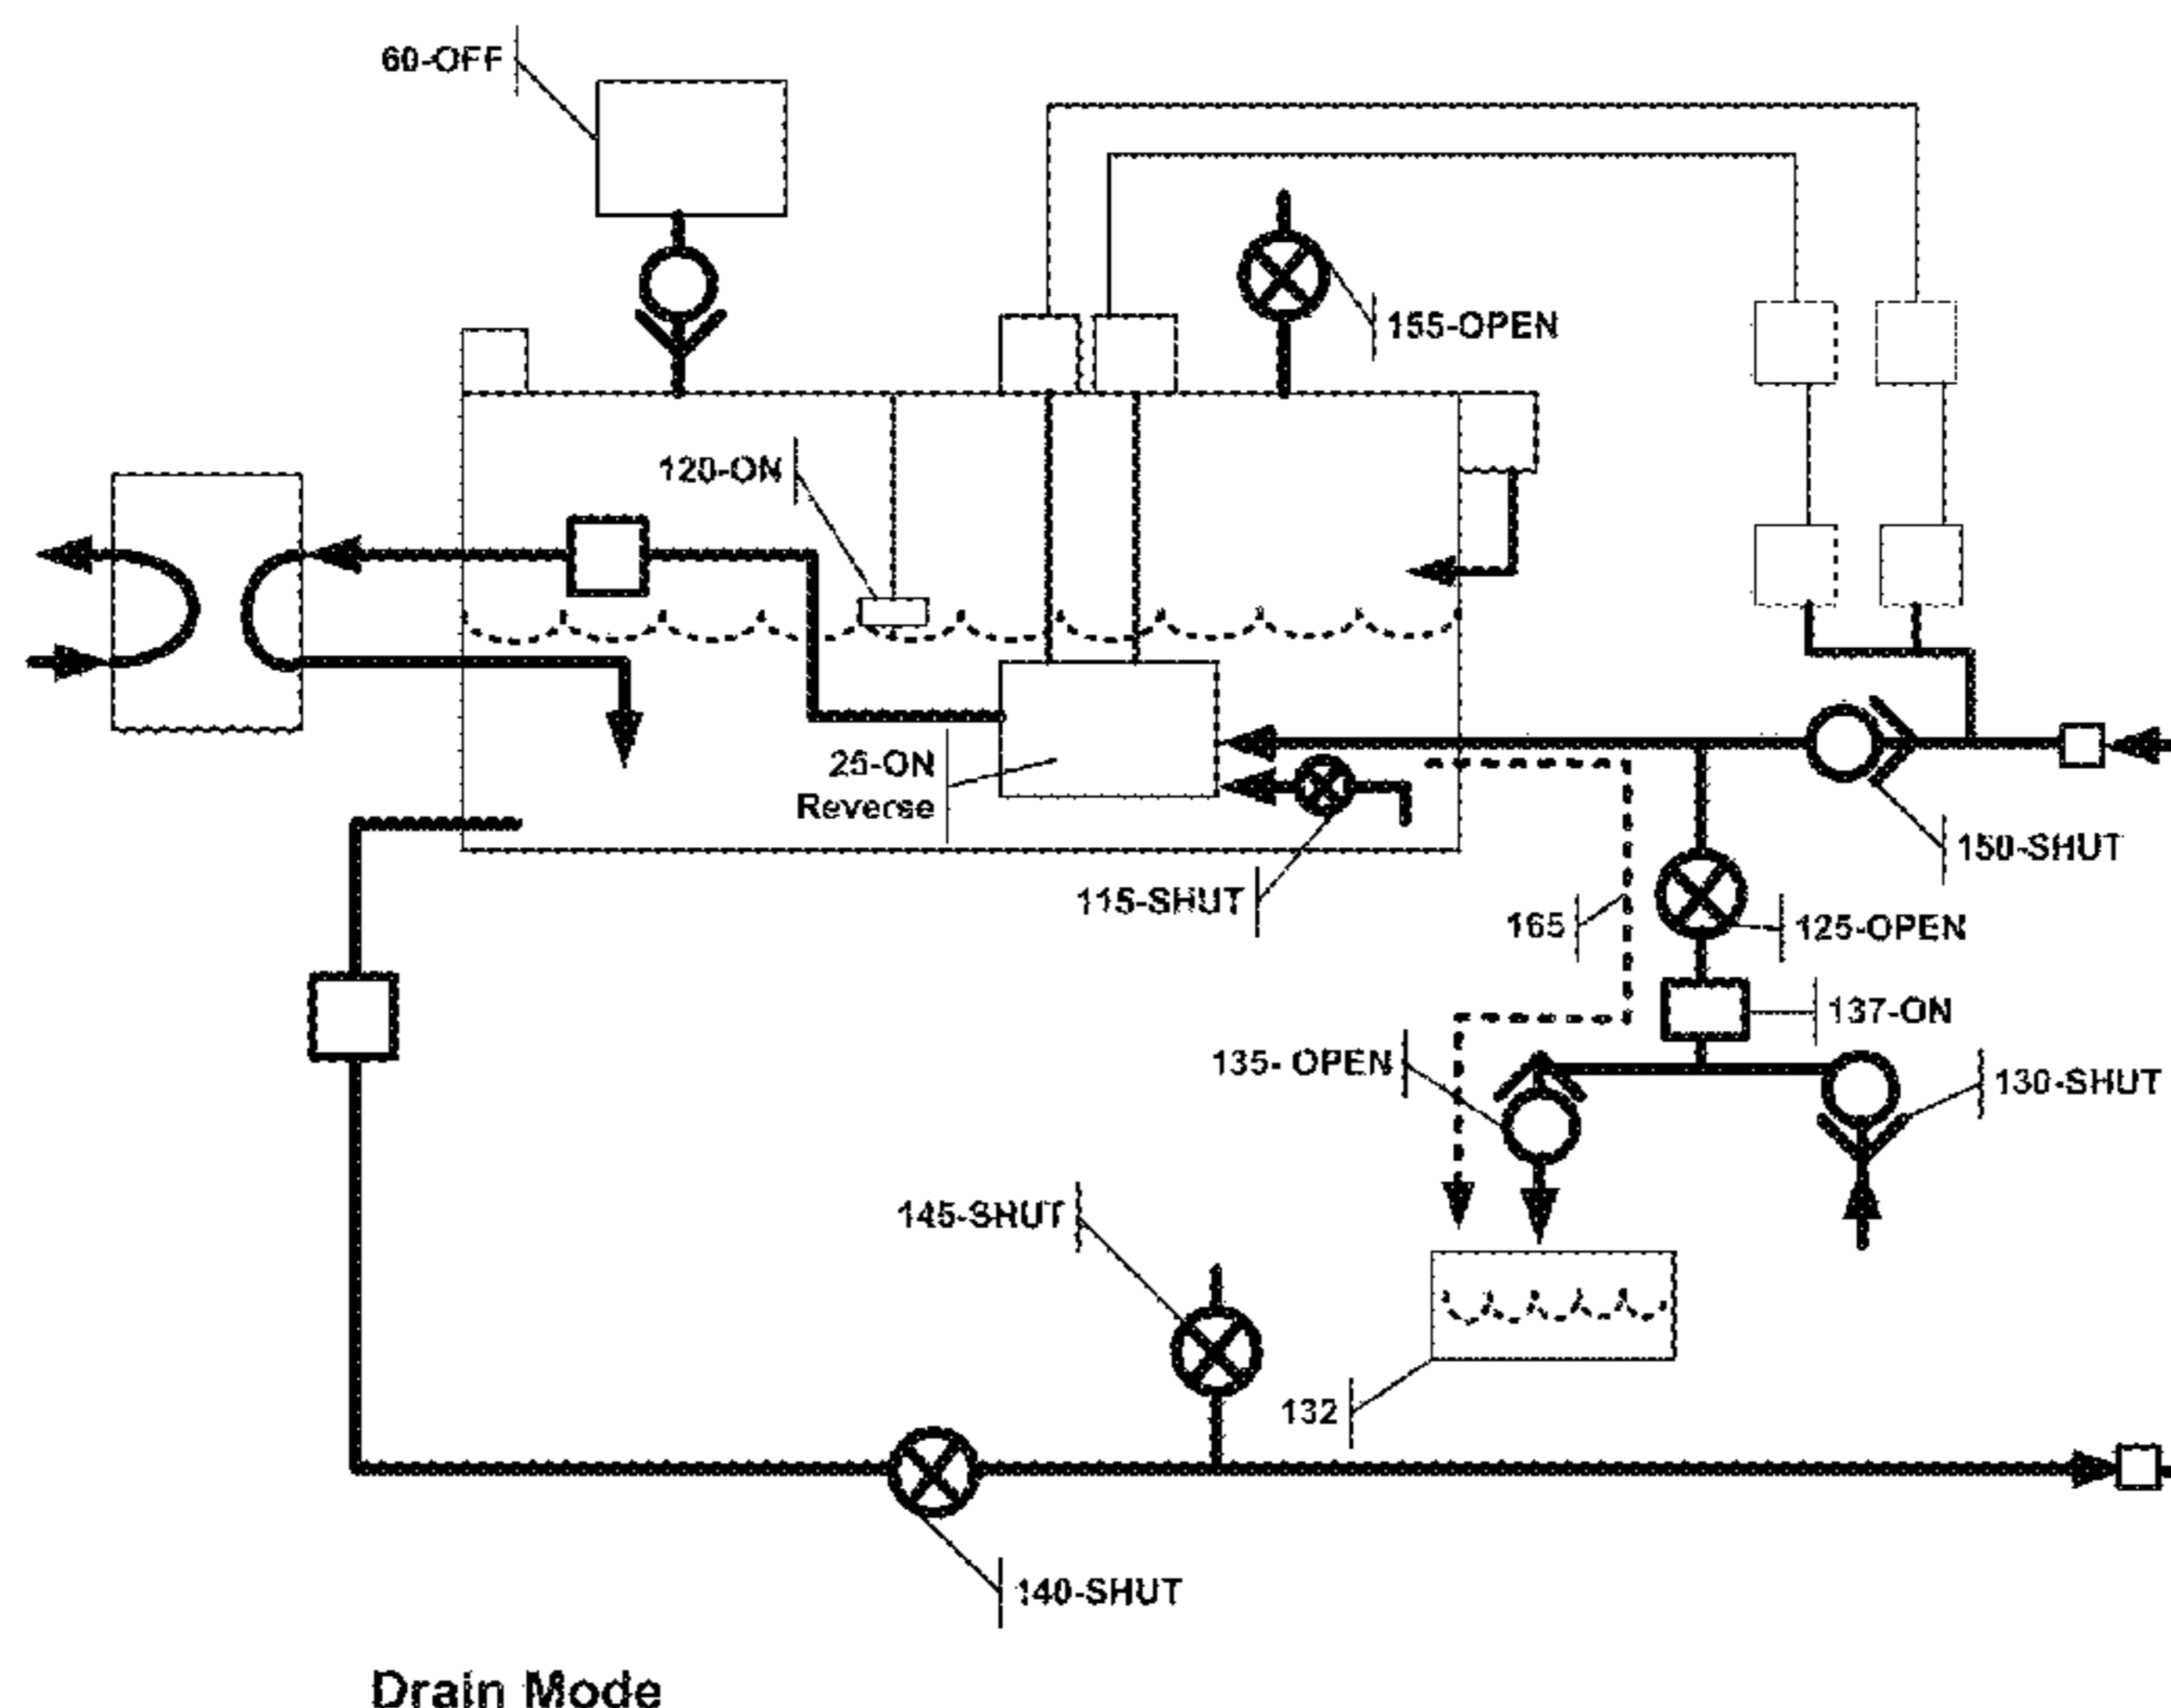 60-OFF
155-OPEN
120-ON
25-ON
Reverse
150-SHUT
115-SHUT
165
125-OPEN
137-ON
135- OPEN
130-SHUT
145-SHUT
132
140-SHUT
Drain Mode